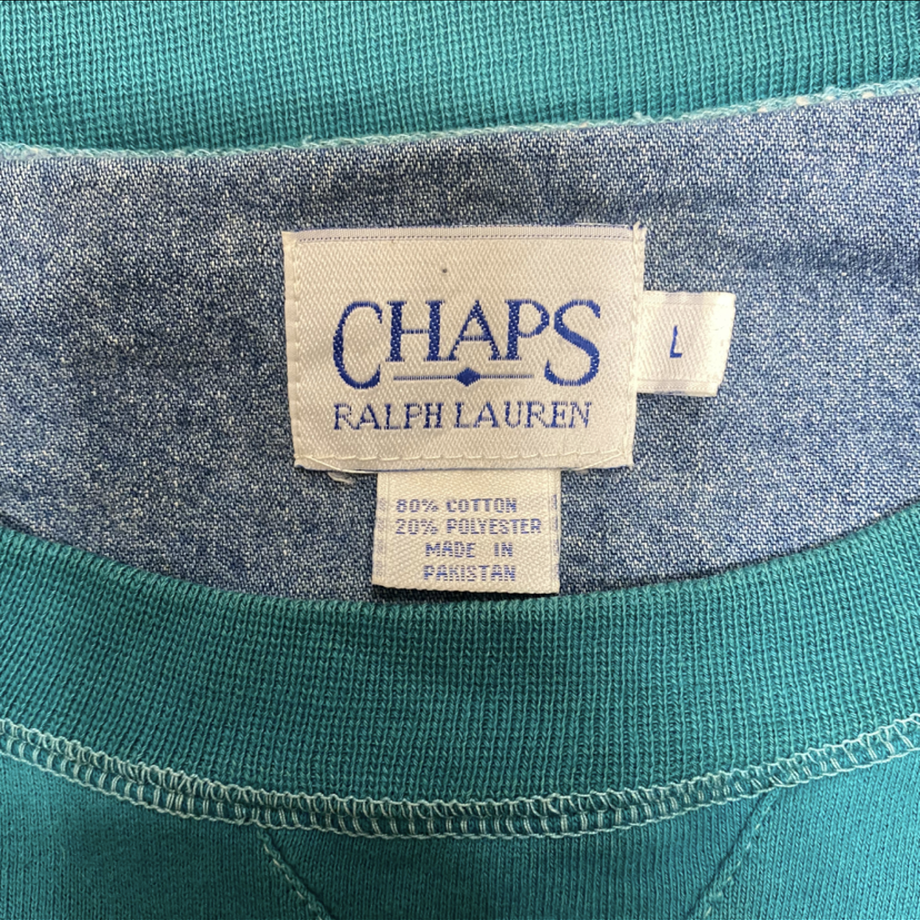 CHAPS
RALPH LAUREN
L
80% COTTON
20% POLYESTER
MADE IN
PAKISTAN